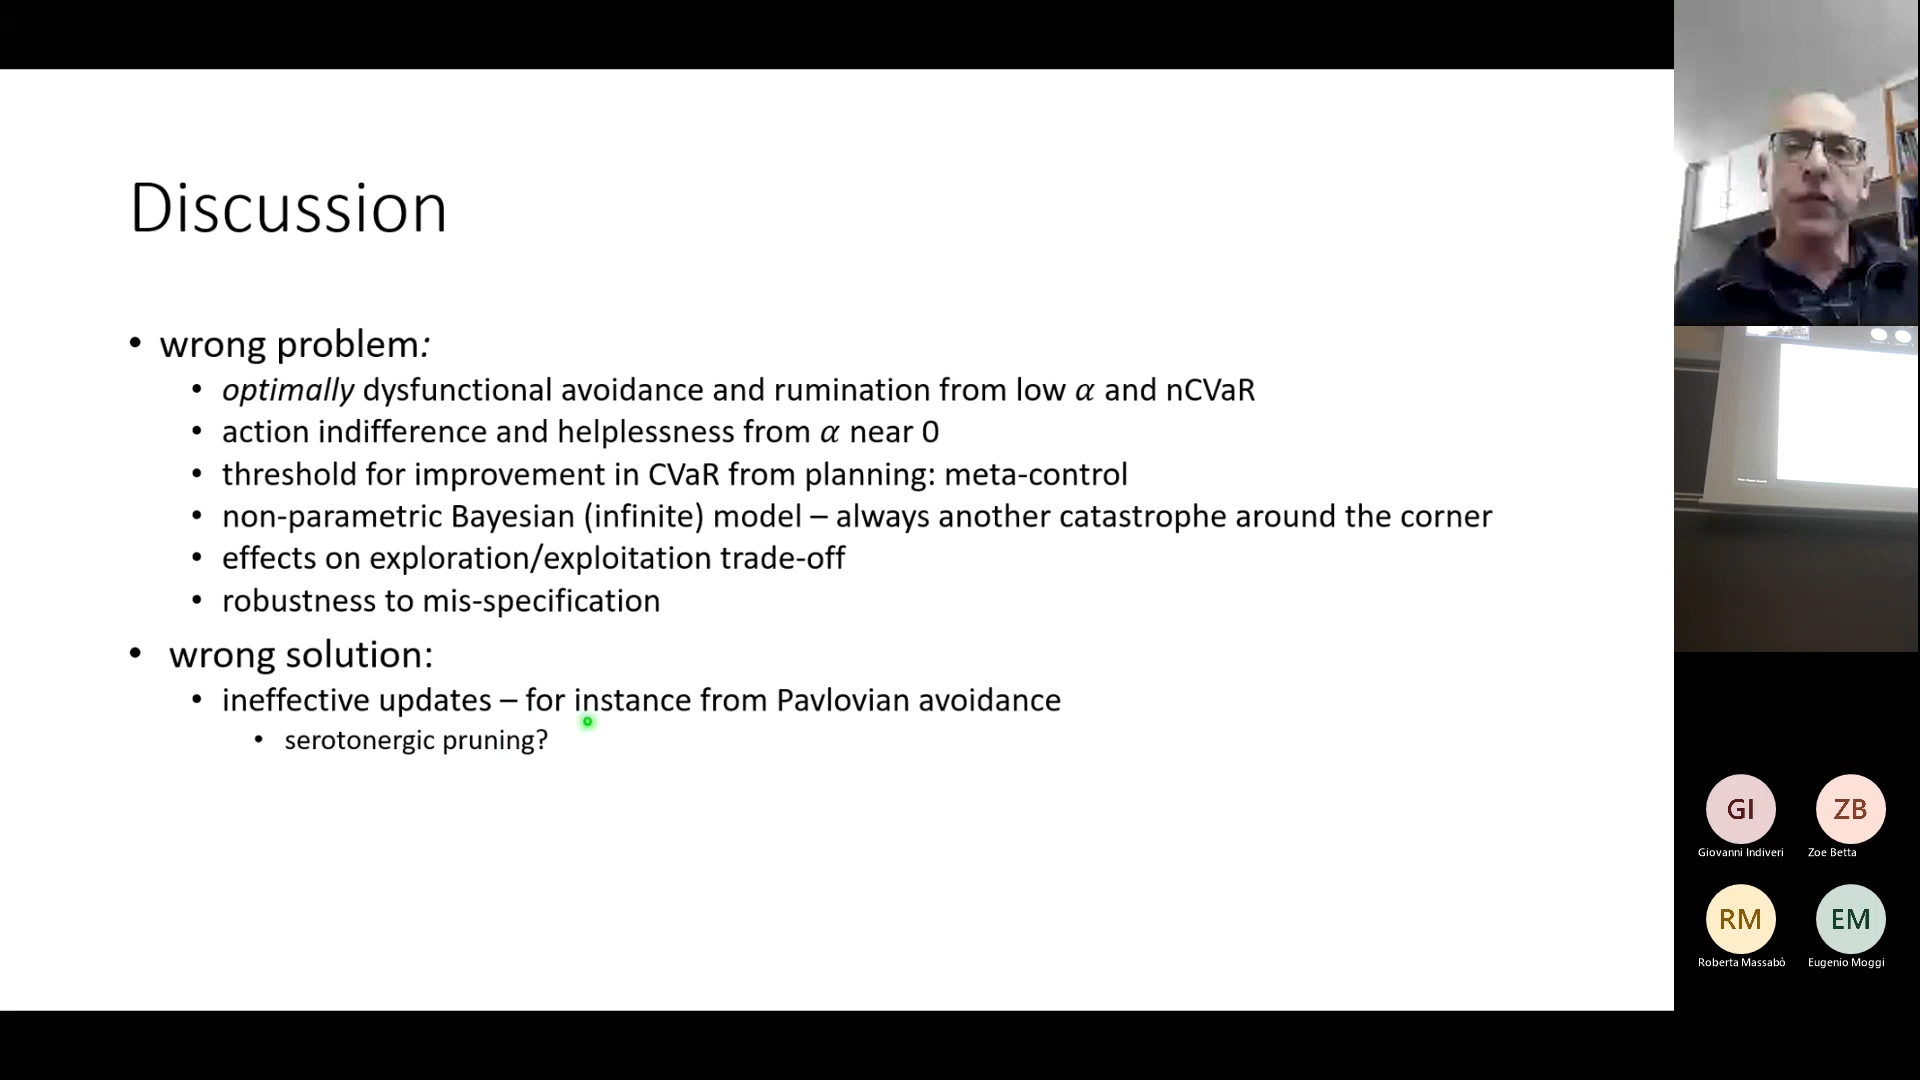 Discussion
• wrong problem:
• optimally dysfunctional avoidance and rumination from low α and nCVaR
• action indifference and helplessness from α near 0
• threshold for improvement in CVaR from planning: meta-control
• non-parametric Bayesian (infinite) model – always another catastrophe around the corner
• effects on exploration/exploitation trade-off
• robustness to mis-specification
• wrong solution:
• ineffective updates – for instance from Pavlovian avoidance
• serotonergic pruning?
GI
ZB
Giovanni Indiveri
Zoe Betta
RM
EM
Roberta Massabò
Eugenio Moggi